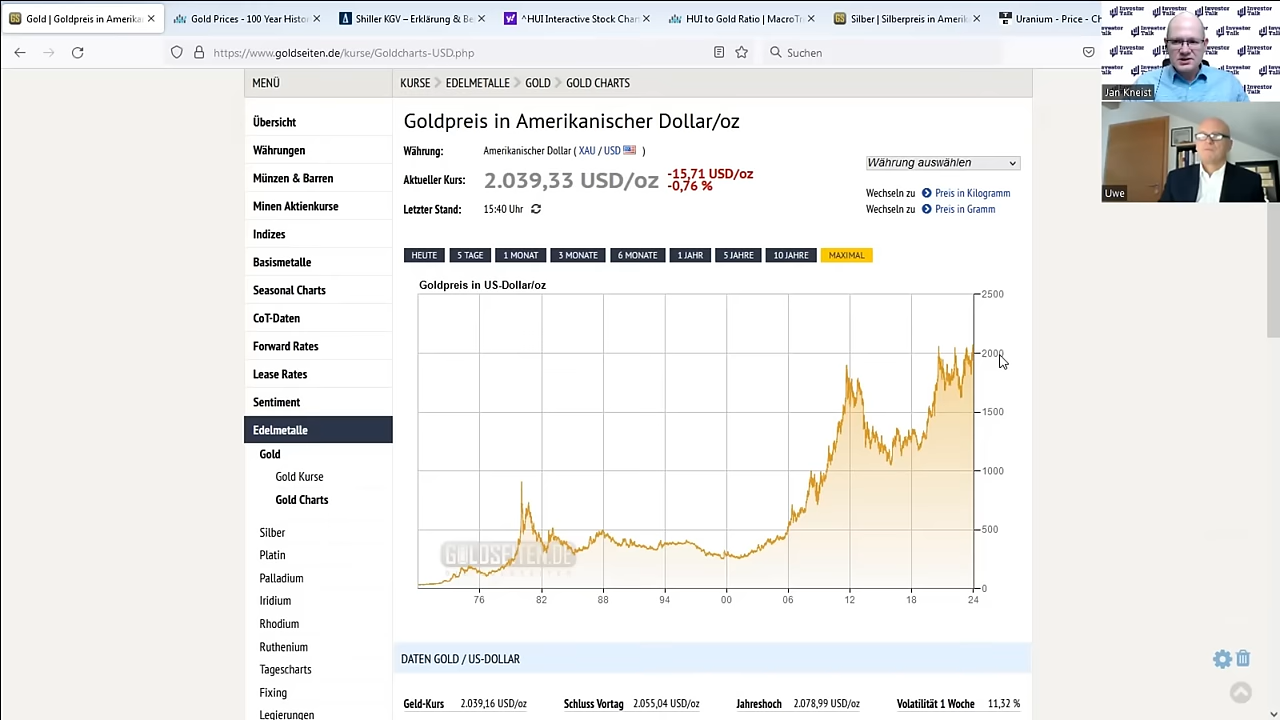 Gold | Goldpreis in Amerika
Gold Prices - 100 Year Histo
Shiller KGV – Erklärung &
^HUI Interactive Stock Char
HUI to Gold Ratio | MacroTr
Silber | Silberpreis in Amerik
Uranium - Price - Ch
https://www.goldseiten.de/kurse/Goldcharts-USD.ph
Suchen
Investor Talk
Jan Kneist
Uwe
MENÜ
Übersicht
Währungen
Münzen & Barren
Minen Aktienkurse
Indizes
Basismetalle
Seasonal Charts
CoT-Daten
Forward Rates
Lease Rates
Sentiment
Edelmetalle
Gold
Gold Kurse
Gold Charts
Silber
Platin
Palladium
Iridium
Rhodium
Ruthenium
Tagescharts
Fixing
Legierungen
KURSE > EDELMETALLE > GOLD > GOLD CHARTS
Goldpreis in Amerikanischer Dollar/oz
Währung: Amerikanischer Dollar ( XAU / USD )
Aktueller Kurs: 2.039,33 USD/oz -15,71 USD/oz
-0,76 %
Letzter Stand: 15:40 Uhr
Währung auswählen
Wechseln zu Preis in Kilogramm
Wechseln zu Preis in Gramm
HEUTE 5 TAGE 1 MONAT 3 MONATE 6 MONATE 1 JAHR 5 JAHRE 10 JAHRE MAXIMAL
Goldpreis in US-Dollar/oz
2500
2000
1500
1000
500
0
GOLDSEITEN.DE
76 82 88 94 00 06 12 18 24
DATEN GOLD / US-DOLLAR
Geld-Kurs 2.039,16 USD/oz Schluss Vortag 2.055,04 USD/oz Jahreshoch 2.078,99 USD/oz Volatilität 1 Woche 11,32 %